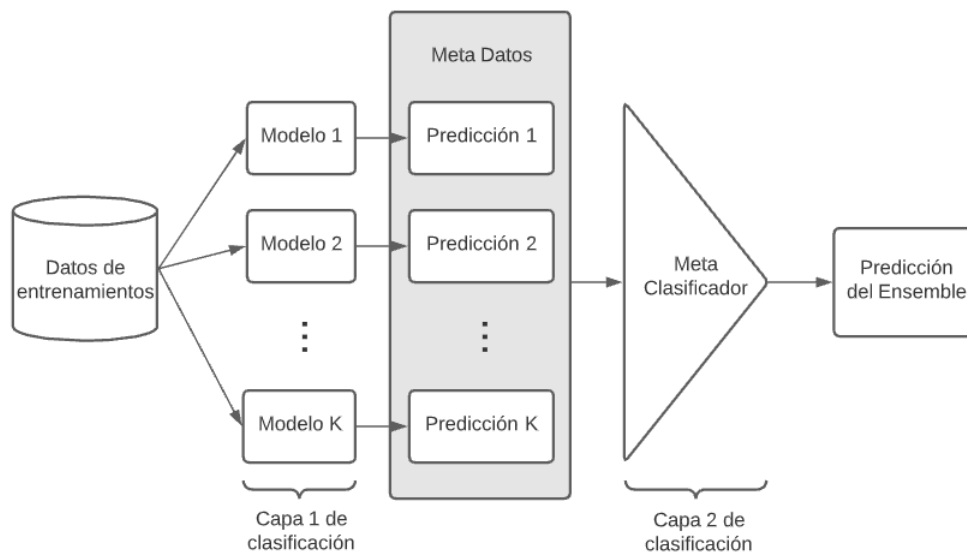 Meta Datos
Modelo 1
Predicción 1
Datos de
entrenamientos
Modelo 2
Predicción 2
Meta
Clasificador
Predicción
del Ensemble
Modelo K
Predicción K
Capa 1 de
clasificación
Capa 2 de
clasificación